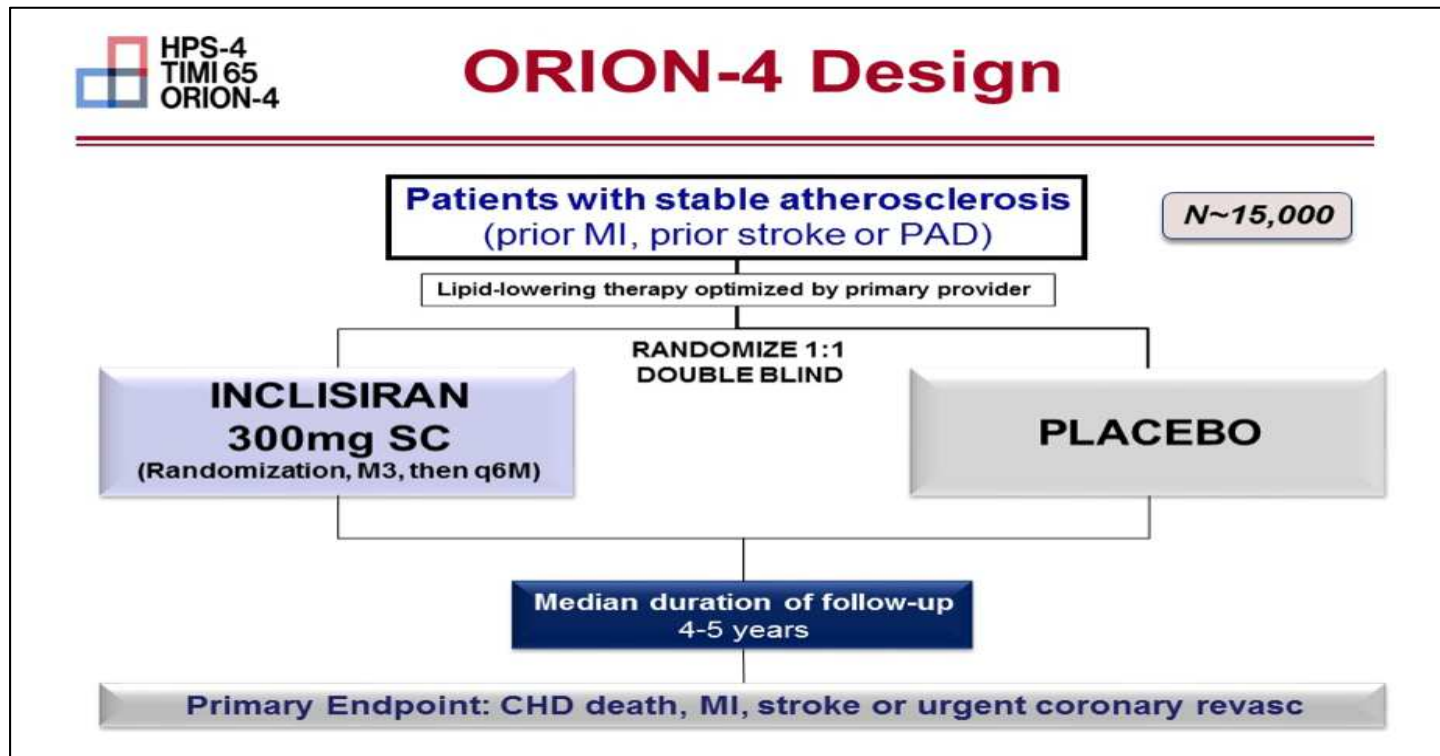 HPS-4
TIMI 65
ORION-4
ORION-4 Design
Patients with stable atherosclerosis
(prior MI, prior stroke or PAD)
N~15,000
Lipid-lowering therapy optimized by primary provider
RANDOMIZE 1:1
DOUBLE BLIND
INCLISIRAN
300mg SC
(Randomization, M3, then q6M)
PLACEBO
Median duration of follow-up
4-5 years
Primary Endpoint: CHD death, MI, stroke or urgent coronary revasc